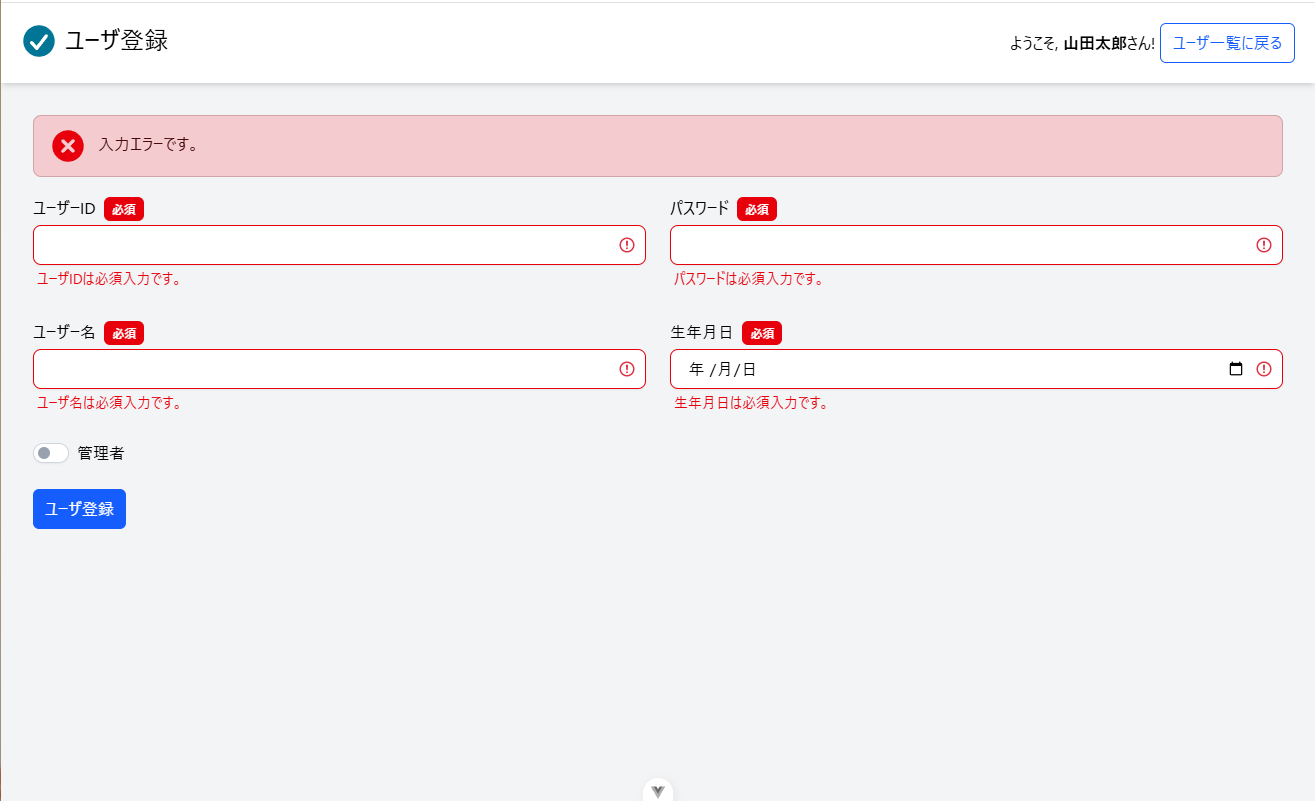 ユーザ登録
ようこそ, 山田太郎さん! ユーザ一覧に戻る
入力エラーです。
ユーザーID 必須
パスワード 必須
ユーザIDは必須入力です。
パスワードは必須入力です。
ユーザー名 必須
生年月日 必須
年 /月/日
ユーザ名は必須入力です。
生年月日は必須入力です。
管理者
ユーザ登録